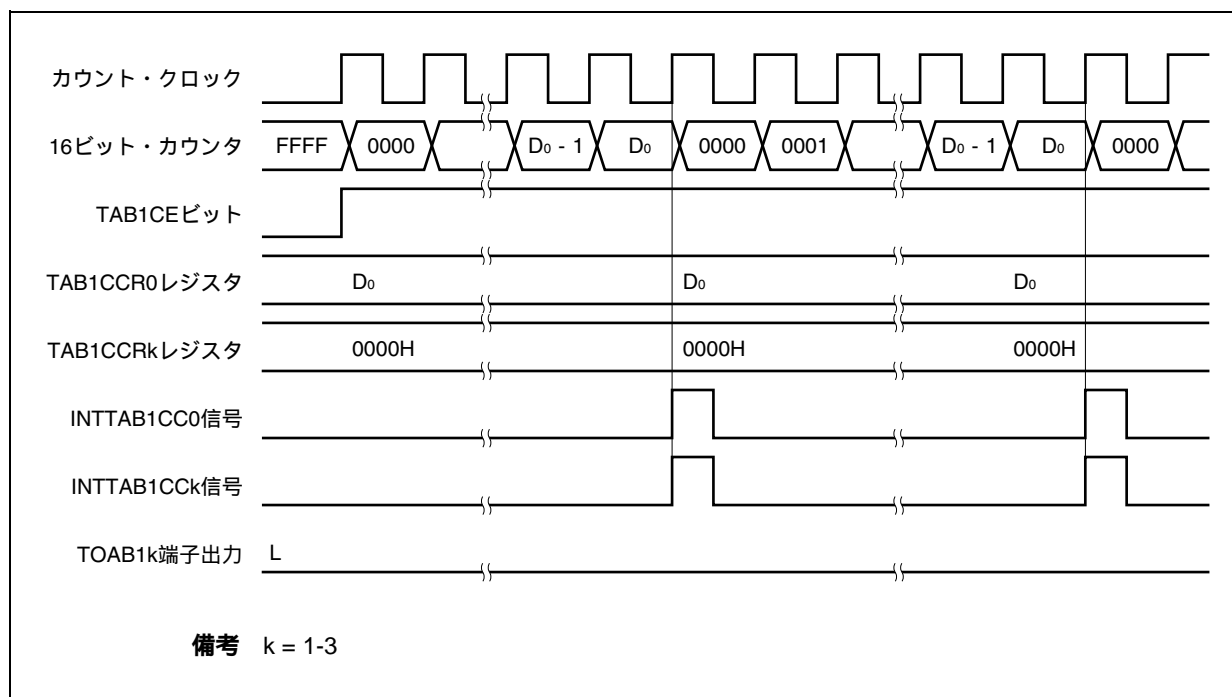 カウント・クロック
16ビット・カウンタ FFFF 0000 D0 - 1 D0 0000 0001 D0 - 1 D0 0000
TAB1CEビット
TAB1CCR0レジスタ D0 D0 D0
TAB1CCRkレジスタ 0000H 0000H 0000H
INTTAB1CC0信号
INTTAB1CCk信号
TOAB1k端子出力 L
備考 k = 1-3